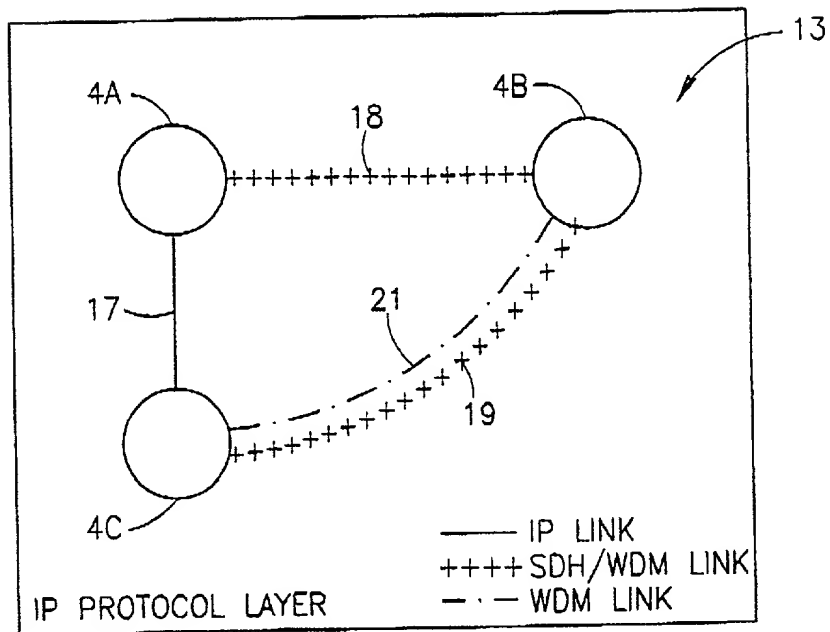 13
4A
4B
18
17
21
19
4C
IP LINK
++++ SDH/WDM LINK
WDM LINK
IP PROTOCOL LAYER